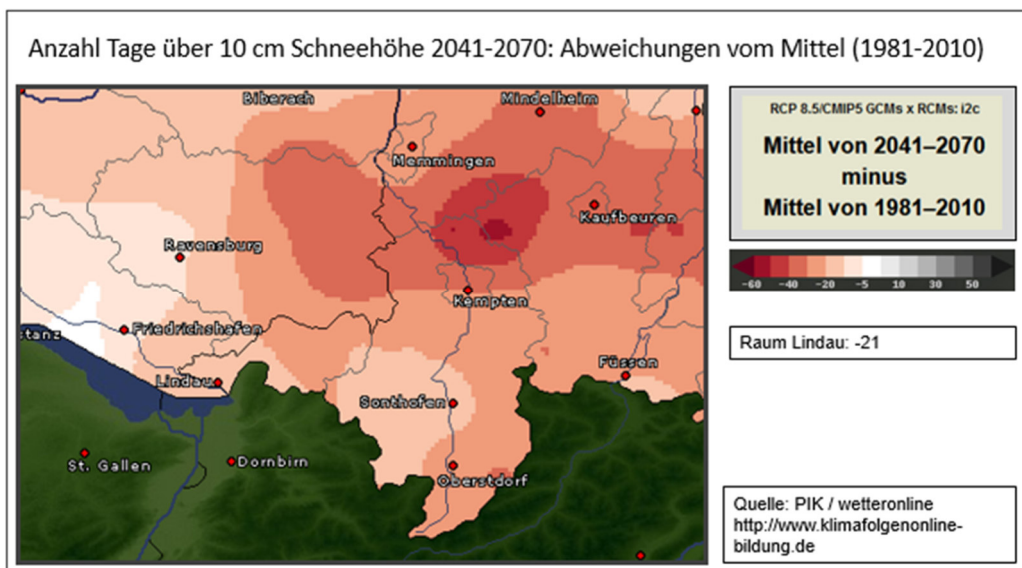 Anzahl Tage über 10 cm Schneehöhe 2041-2070: Abweichungen vom Mittel (1981-2010)
Biberach
Mindelheim
Memmingen
Kaufbeuren
Ravensburg
Kempten
stanz
Friedrichshafen
Füssen
Lindau
Sonthofen
St. Gallen
Dornbirn
Oberstdorf
RCP 8.5/CMIP5 GCMs x RCMs: i2c
Mittel von 2041–2070
minus
Mittel von 1981–2010
-60 -40 -20 -5 10 30 50
Raum Lindau: -21
Quelle: PIK / wetteronline
http://www.klimafolgenonline-
bildung.de